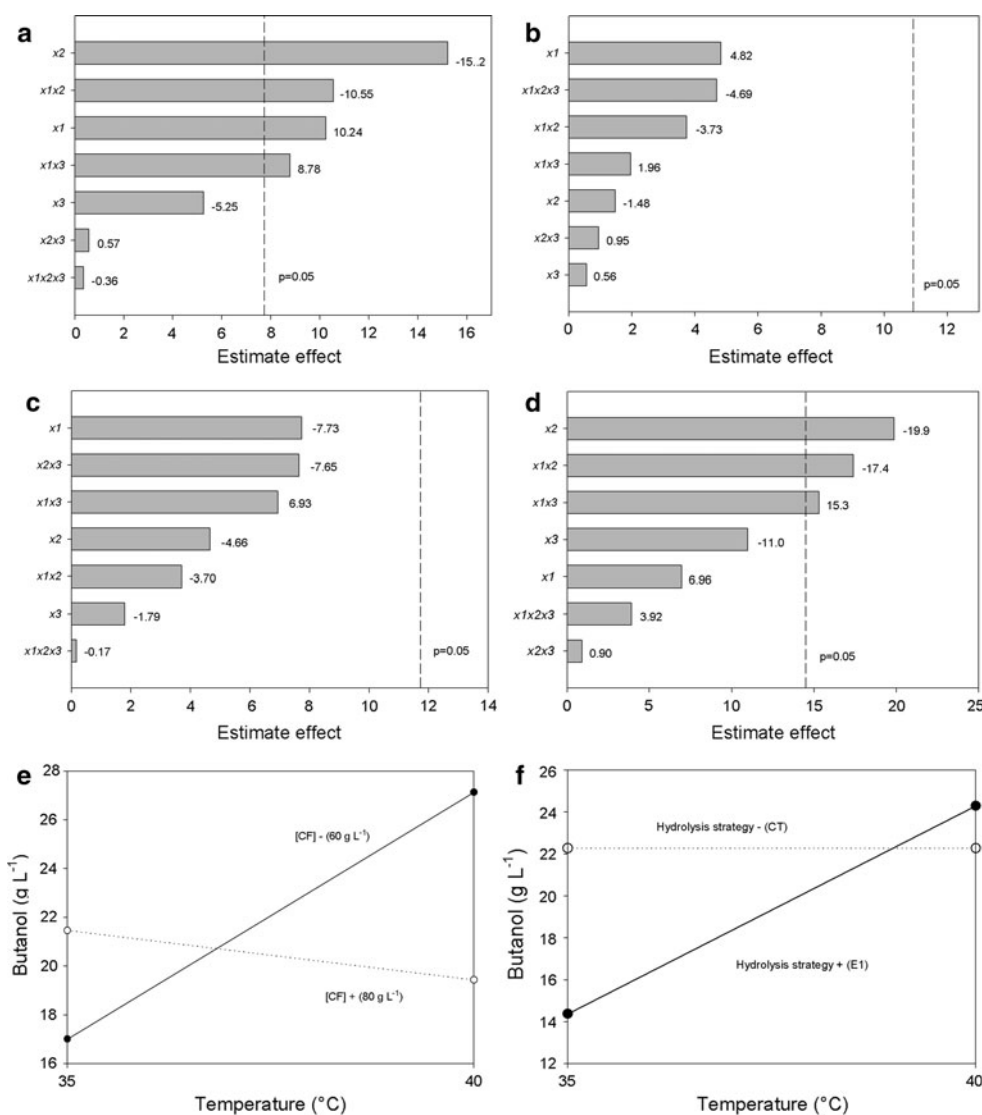 a
x2
-15..2
x1x2
-10.55
x1
10.24
x1x3
8.78
x3
-5.25
x2x3
0.57
x1x2x3
-0.36
p=0.05
0 2 4 6 8 10 12 14 16
Estimate effect
b
x1
4.82
x1x2x3
-4.69
x1x2
-3.73
x1x3
1.96
x2
-1.48
x2x3
0.95
x3
0.56
p=0.05
0 2 4 6 8 10 12
Estimate effect
c
x1
-7.73
x2x3
-7.65
x1x3
6.93
x2
-4.66
x1x2
-3.70
x3
-1.79
x1x2x3
-0.17
p=0.05
0 2 4 6 8 10 12 14
Estimate effect
d
x2
-19.9
x1x2
-17.4
x1x3
15.3
x3
-11.0
x1
6.96
x1x2x3
3.92
x2x3
0.90
p=0.05
0 5 10 15 20 25
Estimate effect
e
Butanol (g L⁻¹)
28
26
24
22
20
18
16
[CF] - (60 g L⁻¹)
[CF] + (80 g L⁻¹)
35 40
Temperature (°C)
f
Butanol (g L⁻¹)
26
24
22
20
18
16
14
12
Hydrolysis strategy - (CT)
Hydrolysis strategy + (E1)
35 40
Temperature (°C)